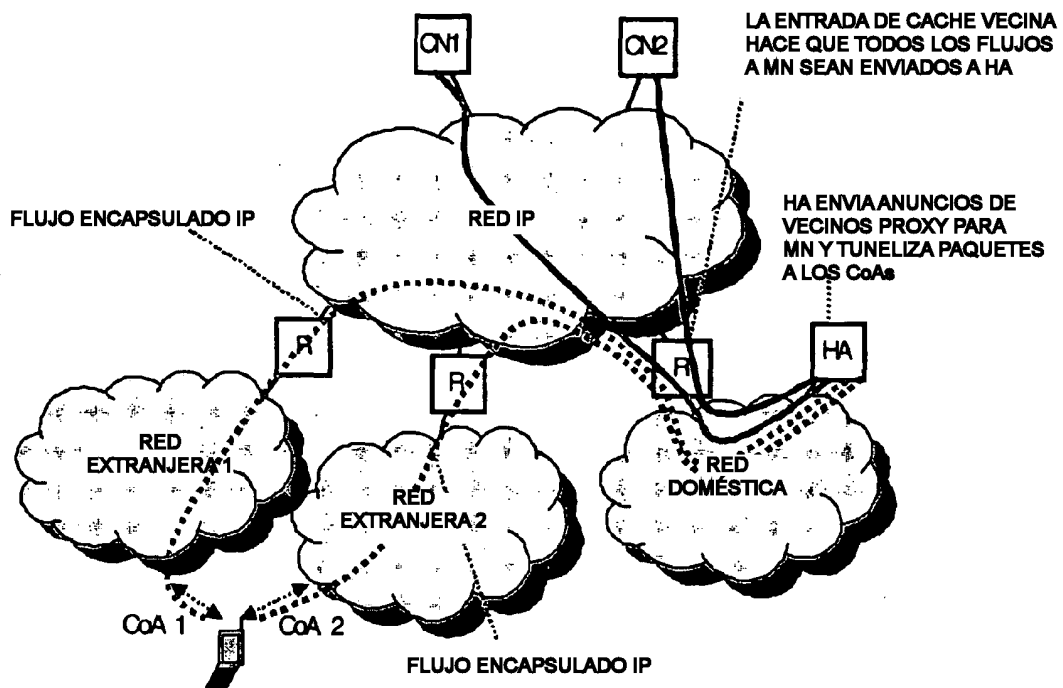 LA ENTRADA DE CACHE VECINA
HACE QUE TODOS LOS FLUJOS
A MN SEAN ENVIADOS A HA
CN1
CN2
HA ENVIA ANUNCIOS DE
VECINOS PROXY PARA
MN Y TUNELIZA PAQUETES
A LOS CoAs
FLUJO ENCAPSULADO IP
RED IP
R
R
R
HA
RED
EXTRANJERA 1
RED
EXTRANJERA 2
RED
DOMÉSTICA
CoA 1
CoA 2
FLUJO ENCAPSULADO IP